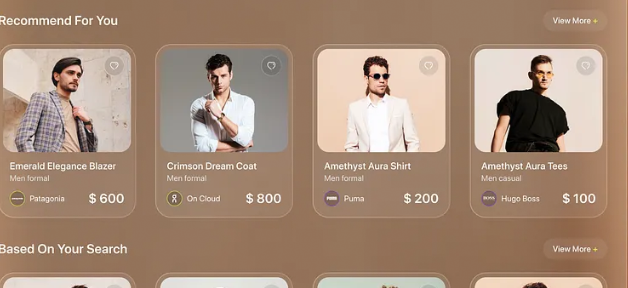 Recommend For You
View More +
Emerald Elegance Blazer
Men formal
Patagonia
$ 600
Crimson Dream Coat
Men formal
On Cloud
$ 800
Amethyst Aura Shirt
Men formal
PUMA
Puma
$ 200
Amethyst Aura Tees
Men casual
BOSS
Hugo Boss
$ 100
Based On Your Search
View More +